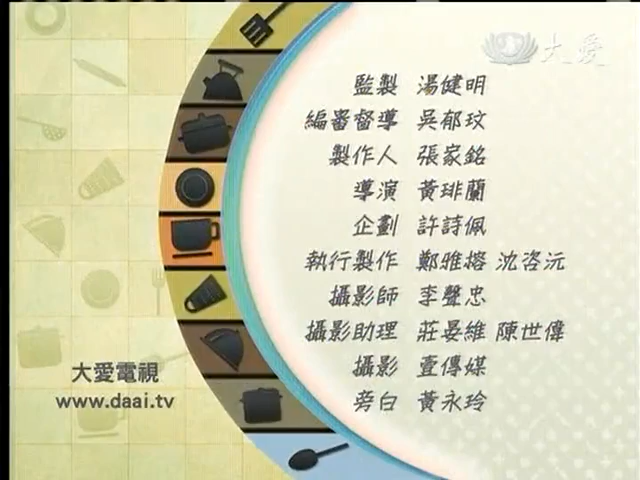 大愛
監製 湯健明
編審督導 吳郁玟
製作人 張家銘
導演 黃琲蘭
企劃 許詩佩
執行製作 鄭雅榕 沈咨沅
攝影師 李聲忠
攝影助理 莊晏維 陳世偉
攝影 壹傳媒
旁白 黃永玲
大愛電視
www.daai.tv